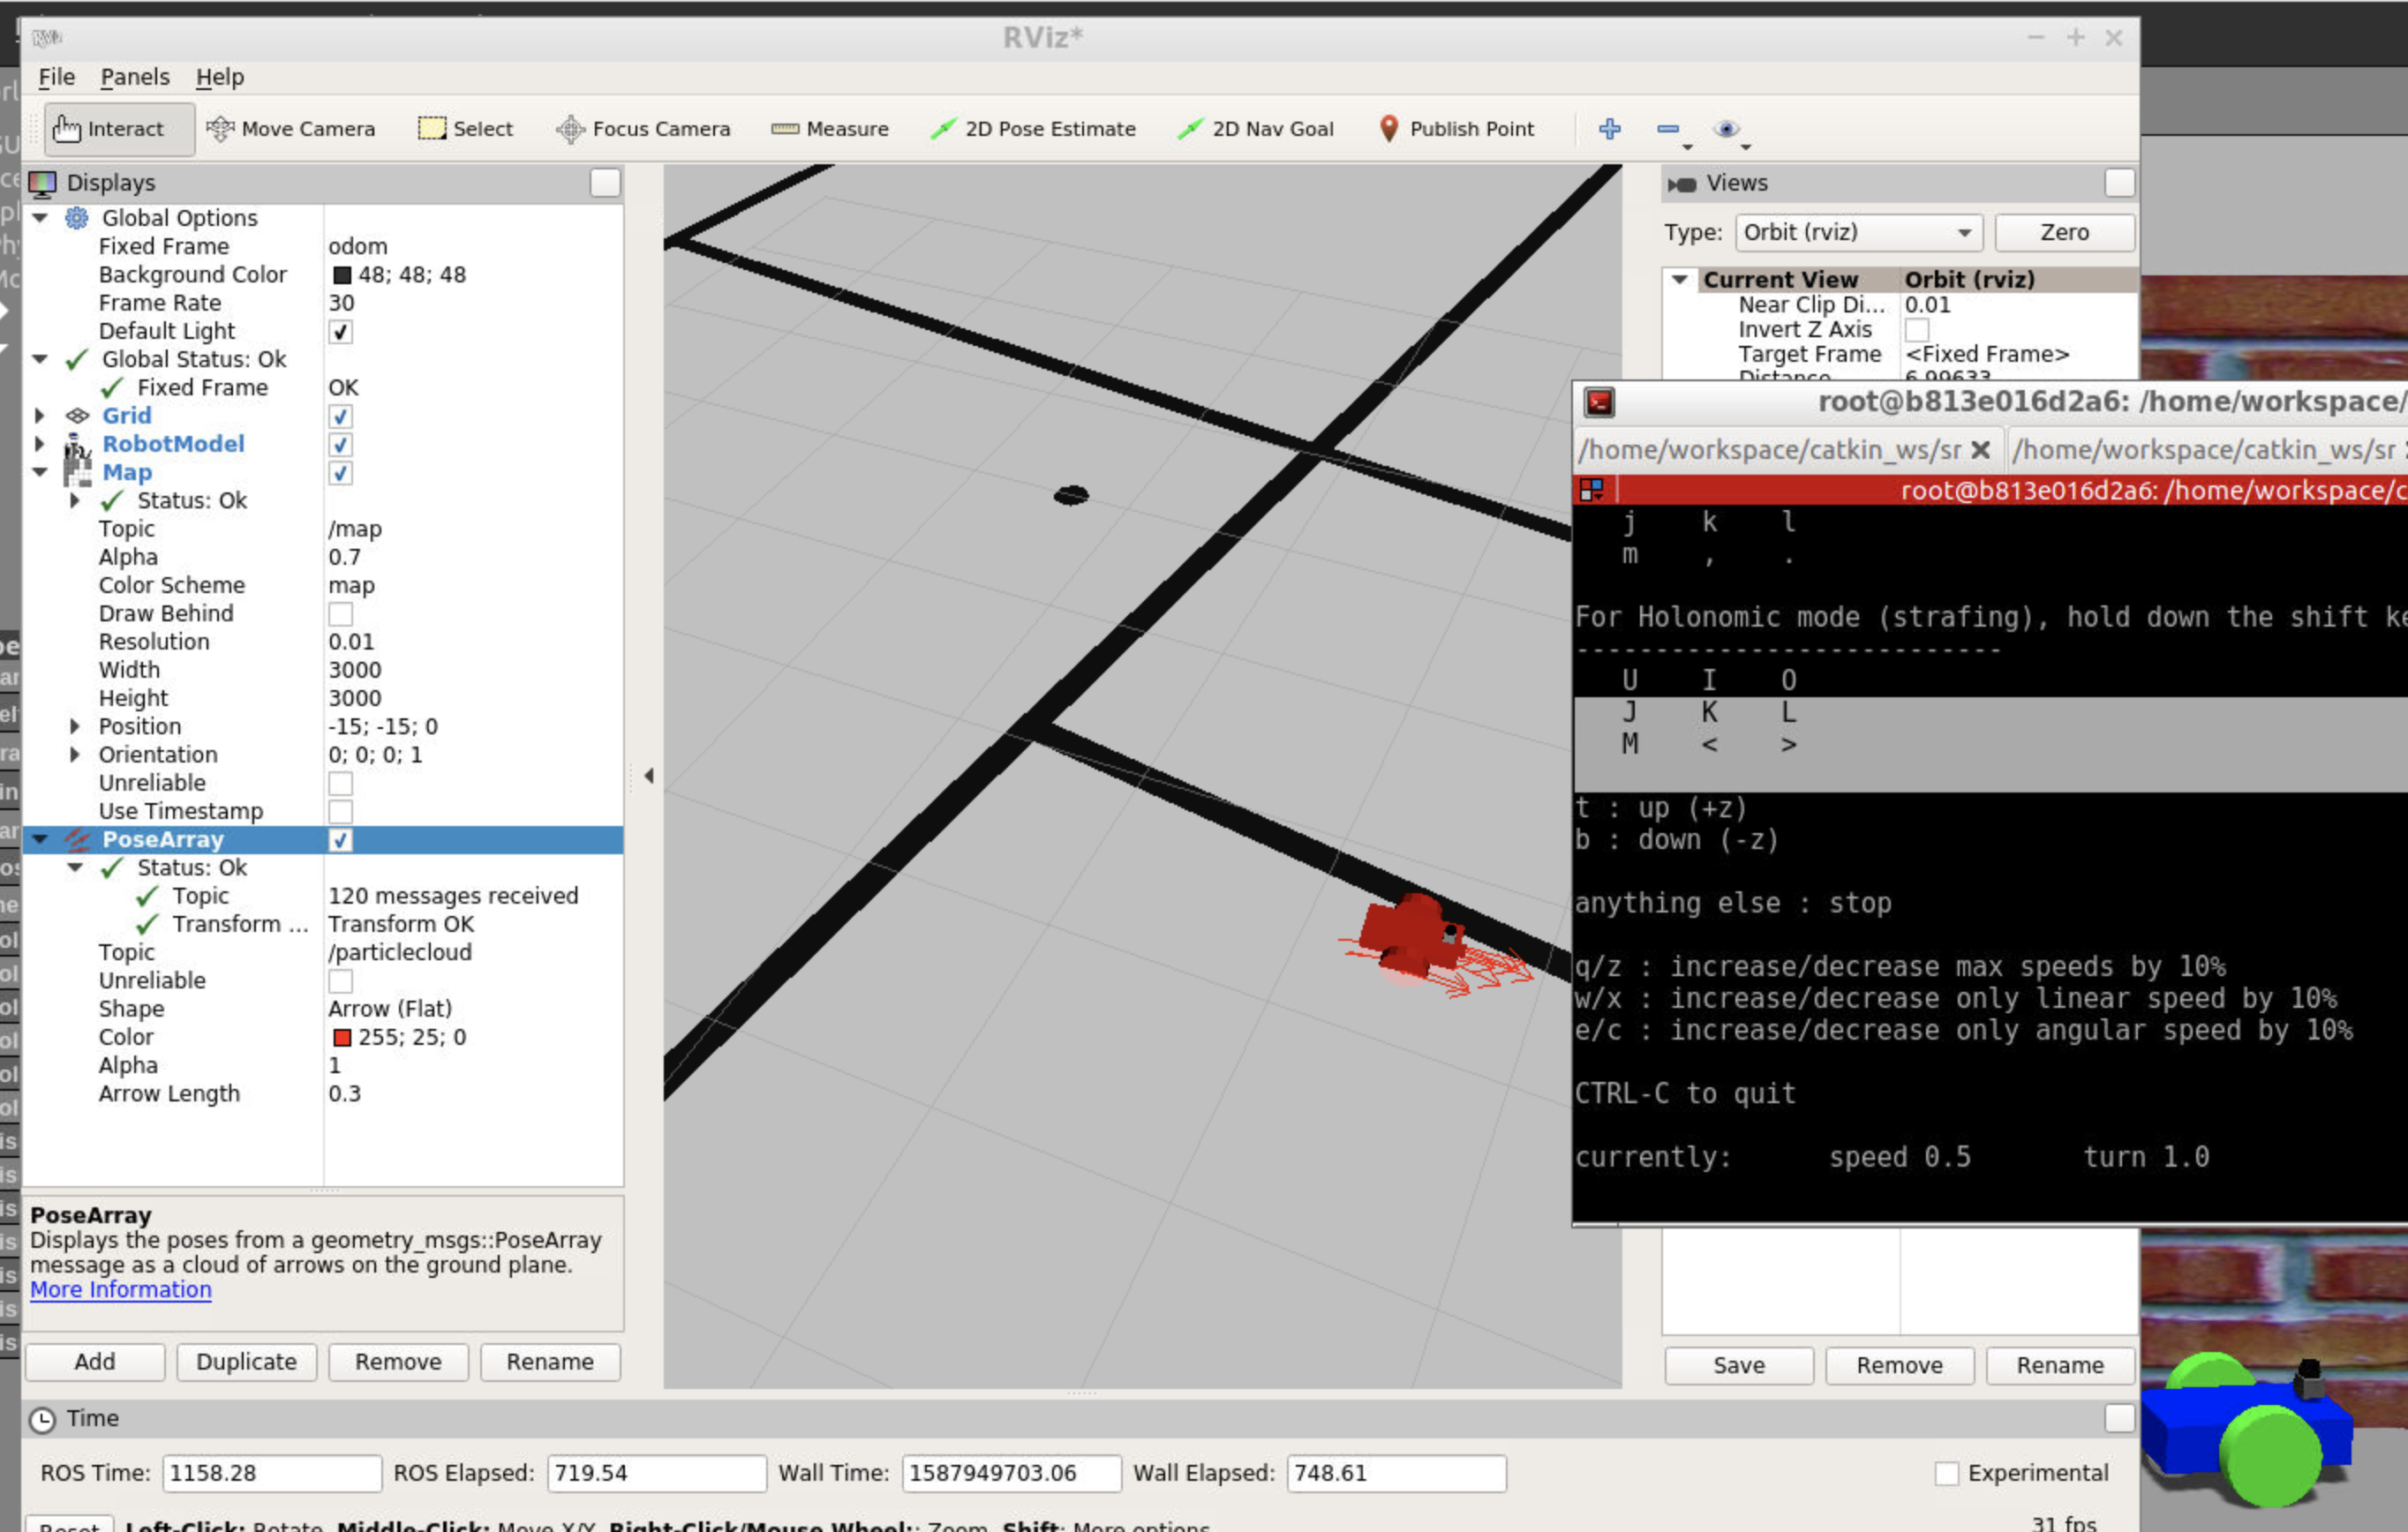 RViz*
File Panels Help
Interact Move Camera Select Focus Camera Measure 2D Pose Estimate 2D Nav Goal Publish Point
Displays
Global Options
Fixed Frame odom
Background Color 48; 48; 48
Frame Rate 30
Default Light
Global Status: Ok
Fixed Frame OK
Grid
RobotModel
Map
Status: Ok
Topic /map
Alpha 0.7
Color Scheme map
Draw Behind
Resolution 0.01
Width 3000
Height 3000
Position -15; -15; 0
Orientation 0; 0; 0; 1
Unreliable
Use Timestamp
PoseArray
Status: Ok
Topic 120 messages received
Transform ... Transform OK
Topic /particlecloud
Unreliable
Shape Arrow (Flat)
Color 255; 25; 0
Alpha 1
Arrow Length 0.3
PoseArray
Displays the poses from a geometry_msgs::PoseArray
message as a cloud of arrows on the ground plane.
More Information
Add Duplicate Remove Rename
Views
Type: Orbit (rviz) Zero
Current View Orbit (rviz)
Near Clip Di... 0.01
Invert Z Axis
Target Frame <Fixed Frame>
Distance 6.99633
root@b813e016d2a6: /home/workspace/
/home/workspace/catkin_ws/sr /home/workspace/catkin_ws/sr
root@b813e016d2a6: /home/workspace/c
j k l
m , .
For Holonomic mode (strafing), hold down the shift ke
---------------------------
U I O
J K L
M < >
t : up (+z)
b : down (-z)
anything else : stop
q/z : increase/decrease max speeds by 10%
w/x : increase/decrease only linear speed by 10%
e/c : increase/decrease only angular speed by 10%
CTRL-C to quit
currently: speed 0.5 turn 1.0
Save Remove Rename
Time
ROS Time: 1158.28 ROS Elapsed: 719.54 Wall Time: 1587949703.06 Wall Elapsed: 748.61 Experimental
Reset Left-Click: Rotate. Middle-Click: Move X/Y. Right-Click/Mouse Wheel:: Zoom. Shift: More options. 31 fps